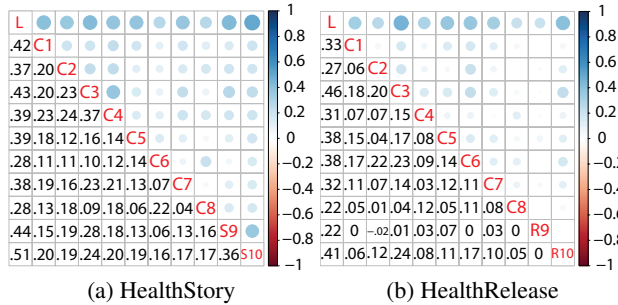 L
.42 C1
.37 .20 C2
.43 .20 .23 C3
.39 .23 .24 .37 C4
.39 .18 .12 .16 .14 C5
.28 .11 .11 .10 .12 .14 C6
.38 .19 .16 .23 .21 .13 .07 C7
.28 .13 .18 .09 .18 .06 .22 .04 C8
.44 .15 .19 .28 .18 .13 .06 .13 .16 S9
.51 .20 .19 .24 .20 .19 .16 .17 .17 .36 S10
1
0.8
0.6
0.4
0.2
0
−0.2
−0.4
−0.6
−0.8
−1
(a) HealthStory
L
.33 C1
.27 .06 C2
.46 .18 .20 C3
.31 .07 .07 .15 C4
.38 .15 .04 .17 .08 C5
.38 .17 .22 .23 .09 .14 C6
.32 .11 .07 .14 .03 .12 .11 C7
.22 .05 .01 .04 .12 .05 .11 .08 C8
.22 0 -.02 .01 .03 .07 0 .03 0 R9
.41 .06 .12 .24 .08 .11 .17 .10 .05 0 R10
1
0.8
0.6
0.4
0.2
0
−0.2
−0.4
−0.6
−0.8
−1
(b) HealthRelease